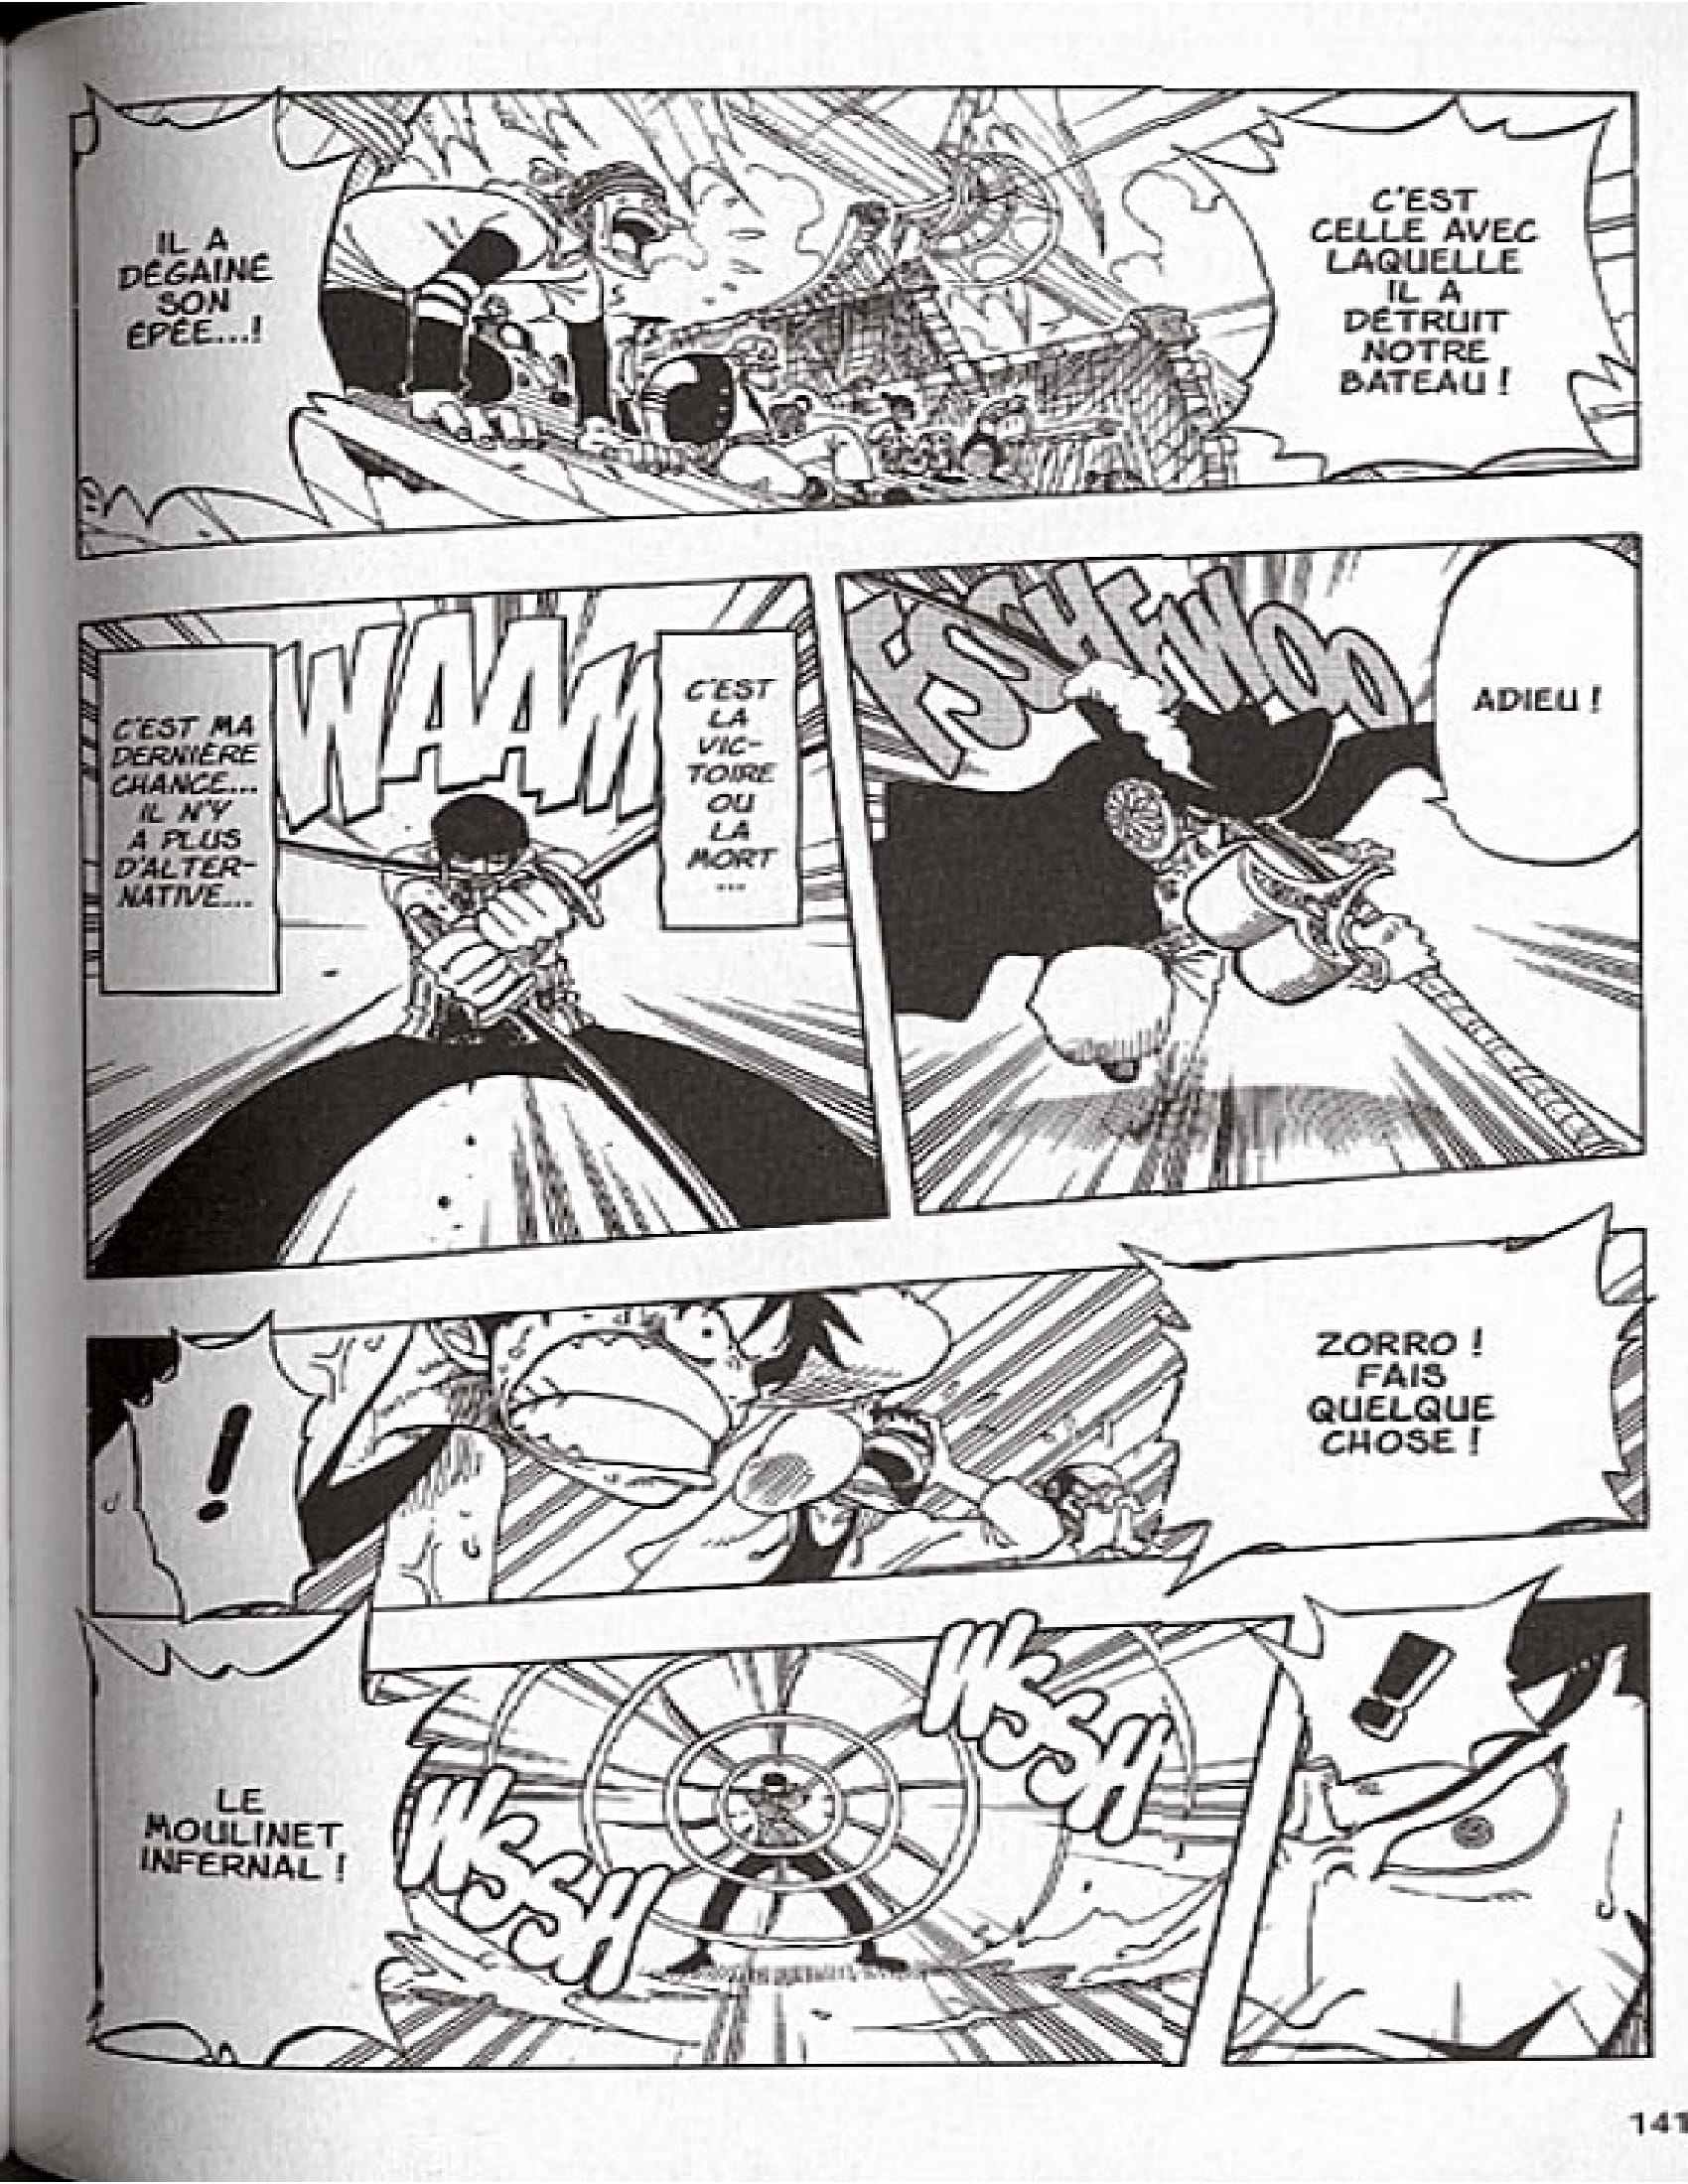 C'EST
CELLE AVEC
LAQUELLE
IL A
DÉTRUIT
NOTRE
BATEAU !
IL A
DÉGAINÉ
SON
ÉPÉE...!
ADIEU !
FSCHFWOO
C'EST
LA
VIC-
TOIRE
OU
LA
MORT
...
WAAM
C'EST MA
DERNIÈRE
CHANCE...
IL N'Y
A PLUS
D'ALTER-
NATIVE...
ZORRO !
FAIS
QUELQUE
CHOSE !
!
!
WSSH
WSSH
LE
MOULINET
INFERNAL !
141